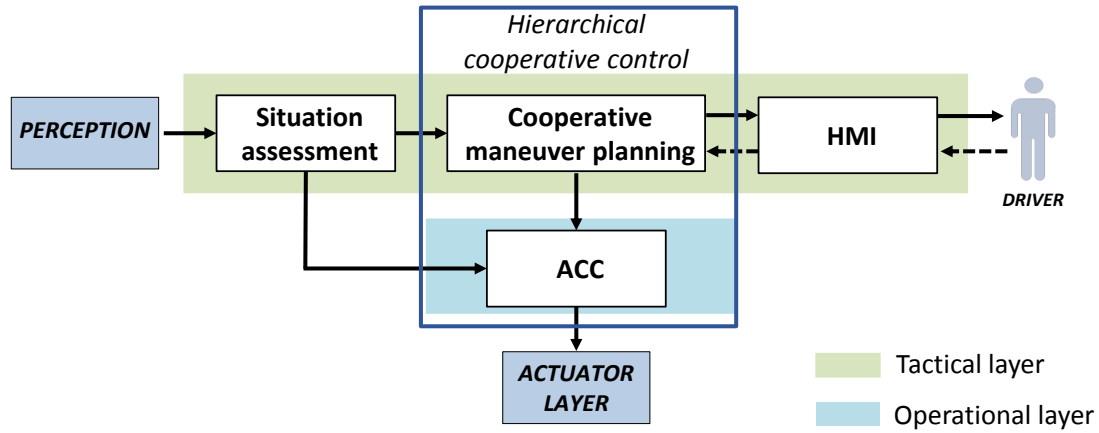 Hierarchical
cooperative control
PERCEPTION
Situation
assessment
Cooperative
maneuver planning
HMI
DRIVER
ACC
ACTUATOR
LAYER
Tactical layer
Operational layer